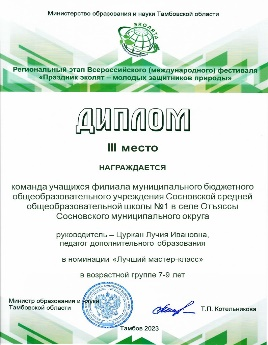 Министерство образования и науки Тамбовской области
ЭКОЛЯТА
Региональный этап Всероссийского (международного) фестиваля
«Праздник эколят – молодых защитников природы»
ДИПЛОМ
III место
НАГРАЖДАЕТСЯ
команда учащихся филиала муниципального бюджетного
общеобразовательного учреждения Сосновской средней
общеобразовательной школы №1 в селе Отъяссы
Сосновского муниципального округа
руководитель – Цуркан Лучия Ивановна,
педагог дополнительного образования
в номинации «Лучший мастер-класс»
в возрастной группе 7-9 лет
Министр образования и науки
Тамбовской области
Т.П. Котельникова
Тамбов 2023